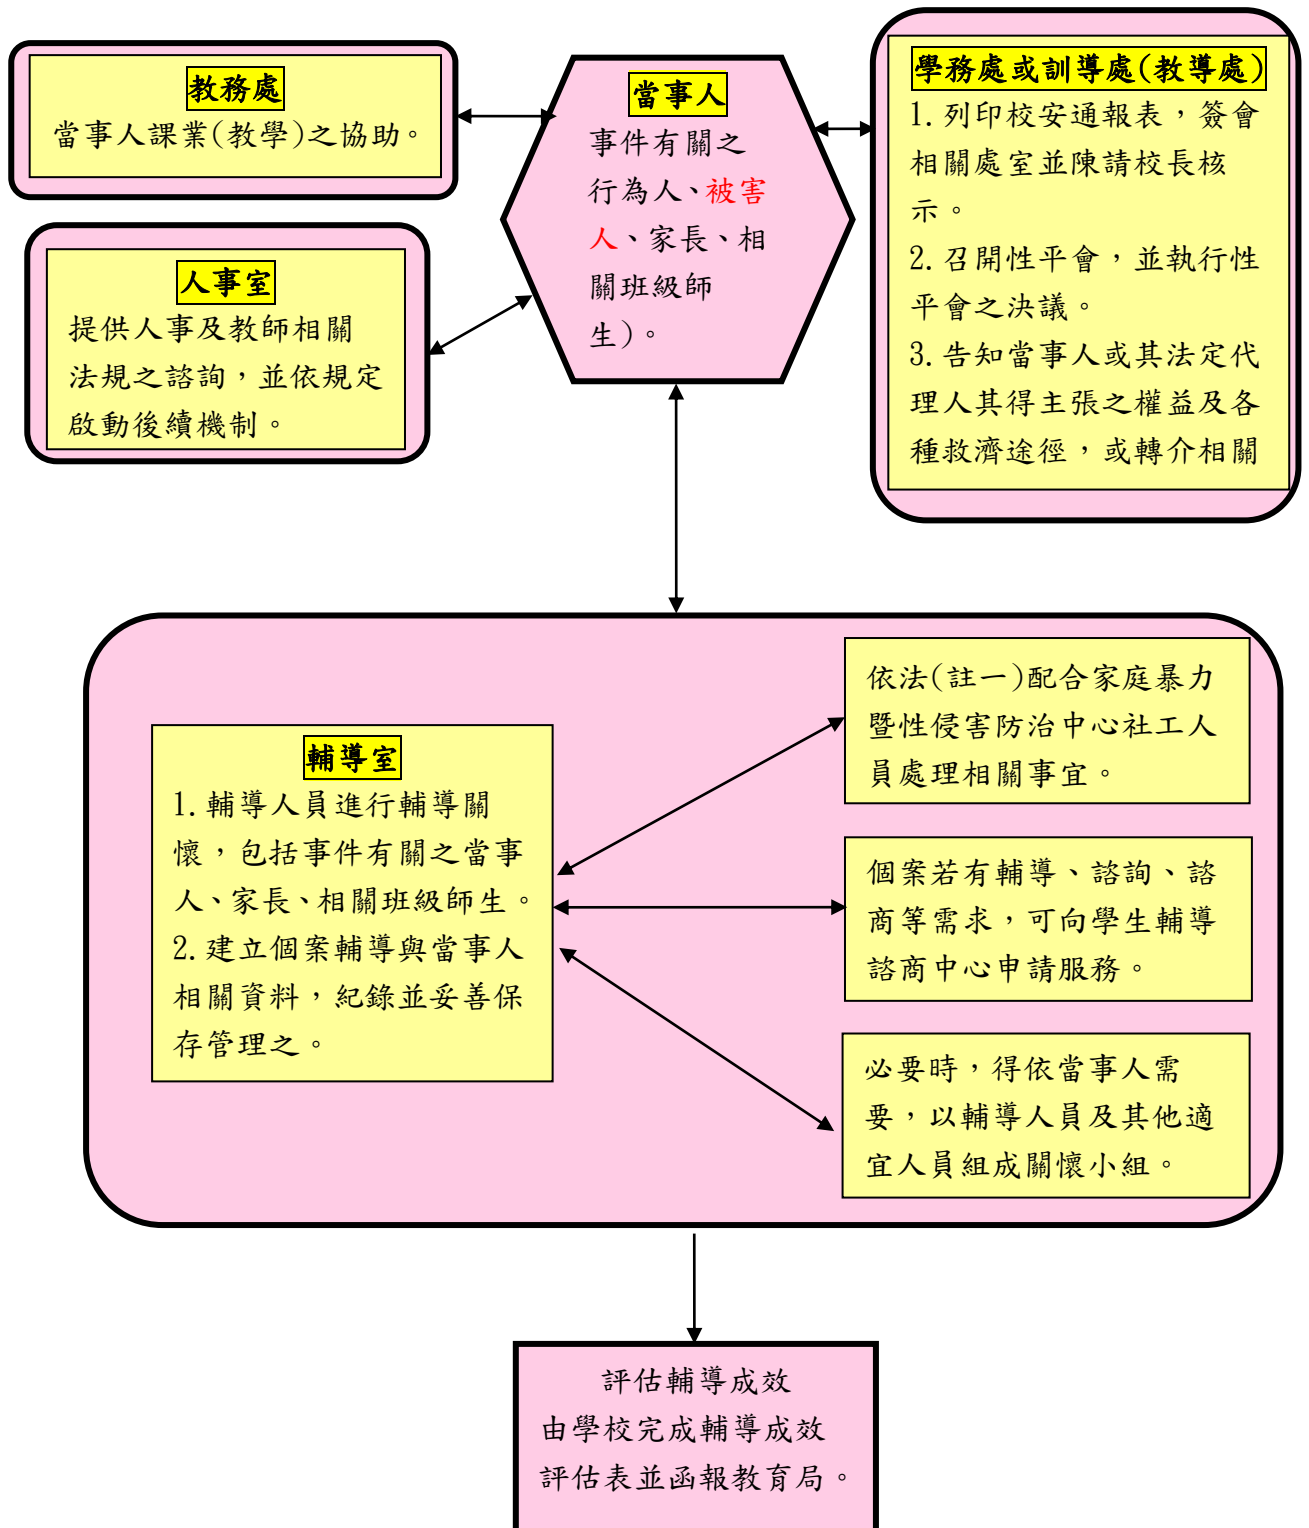 教務處
當事人課業(教學)之協助。
人事室
提供人事及教師相關
法規之諮詢，並依規定
啟動後續機制。
當事人
事件有關之
行為人、被害
人、家長、相
關班級師
生)。
學務處或訓導處(教導處)
1.列印校安通報表，簽會
相關處室並陳請校長核
示。
2.召開性平會，並執行性
平會之決議。
3.告知當事人或其法定代
理人其得主張之權益及各
種救濟途徑，或轉介相關
輔導室
1.輔導人員進行輔導關
懷，包括事件有關之當事
人、家長、相關班級師生。
2.建立個案輔導與當事人
相關資料，紀錄並妥善保
存管理之。
依法(註一)配合家庭暴力
暨性侵害防治中心社工人
員處理相關事宜。
個案若有輔導、諮詢、諮
商等需求，可向學生輔導
諮商中心申請服務。
必要時，得依當事人需
要，以輔導人員及其他適
宜人員組成關懷小組。
評估輔導成效
由學校完成輔導成效
評估表並函報教育局。